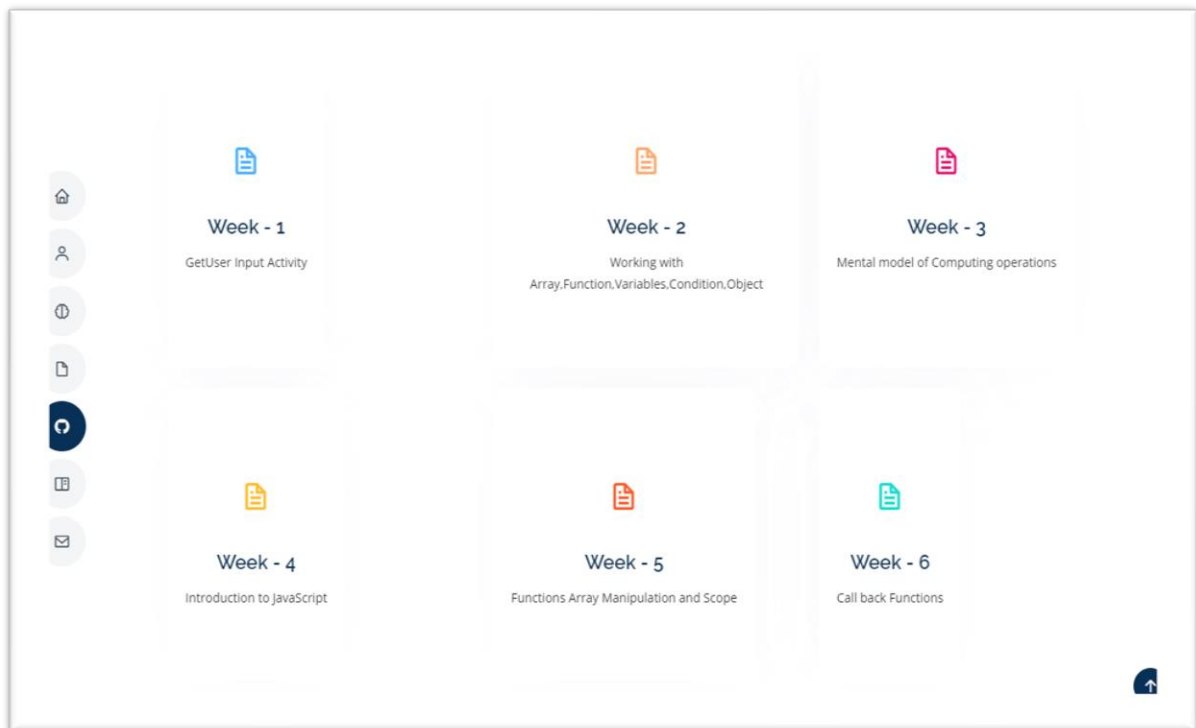 Week - 1
GetUser Input Activity
Week - 2
Working with
Array,Function,Variables,Condition,Object
Week - 3
Mental model of Computing operations
Week - 4
Introduction to JavaScript
Week - 5
Functions Array Manipulation and Scope
Week - 6
Call back Functions